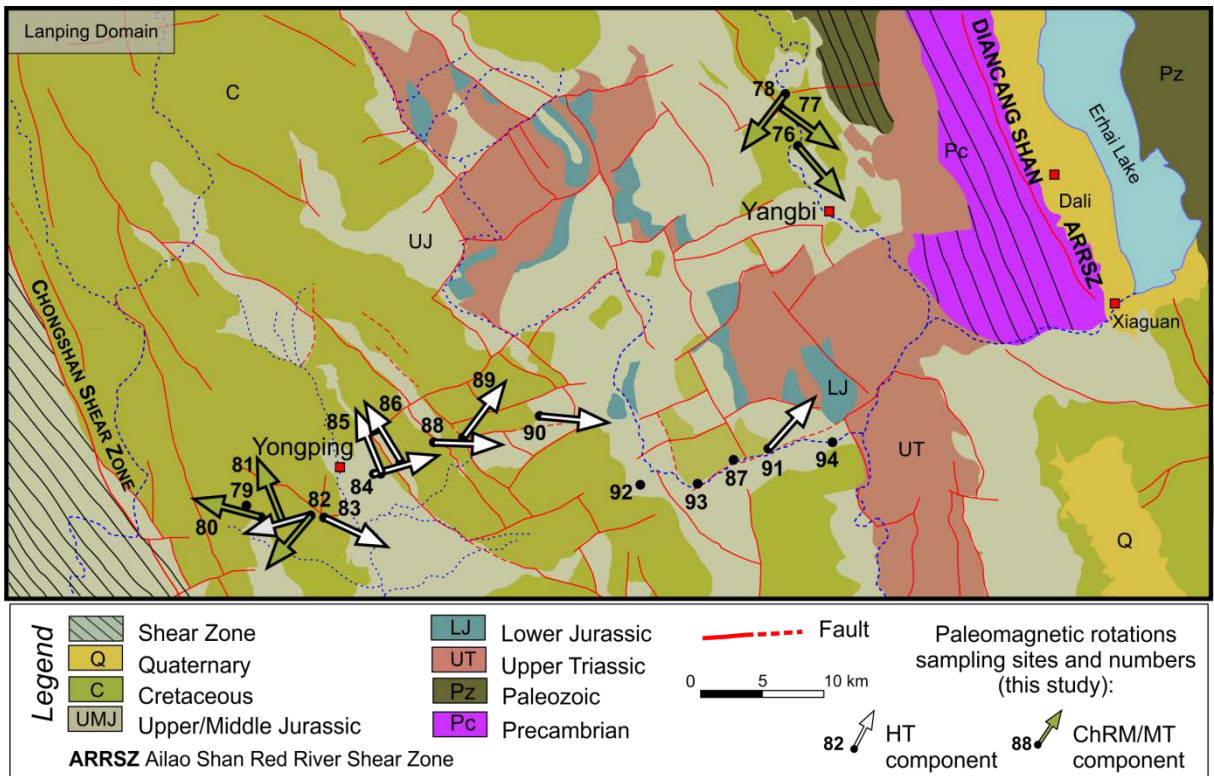 Lanping Domain
C
UJ
78
77
76
Yangbi
Pc
DIANCANG SHAN
ARRSZ
Dali
Erhai Lake
Pz
Xiaguan
CHONGSHAN SHEAR ZONE
Yongping
85
86
89
88
90
84
81
79
80
82
83
92
93
87
91
94
LJ
UT
Q
Legend
Shear Zone
Q Quaternary
C Cretaceous
UMJ Upper/Middle Jurassic
LJ Lower Jurassic
UT Upper Triassic
Pz Paleozoic
Pc Precambrian
Fault
0 5 10 km
Paleomagnetic rotations
sampling sites and numbers
(this study):
82 HT component
88 ChRM/MT component
ARRSZ Ailao Shan Red River Shear Zone